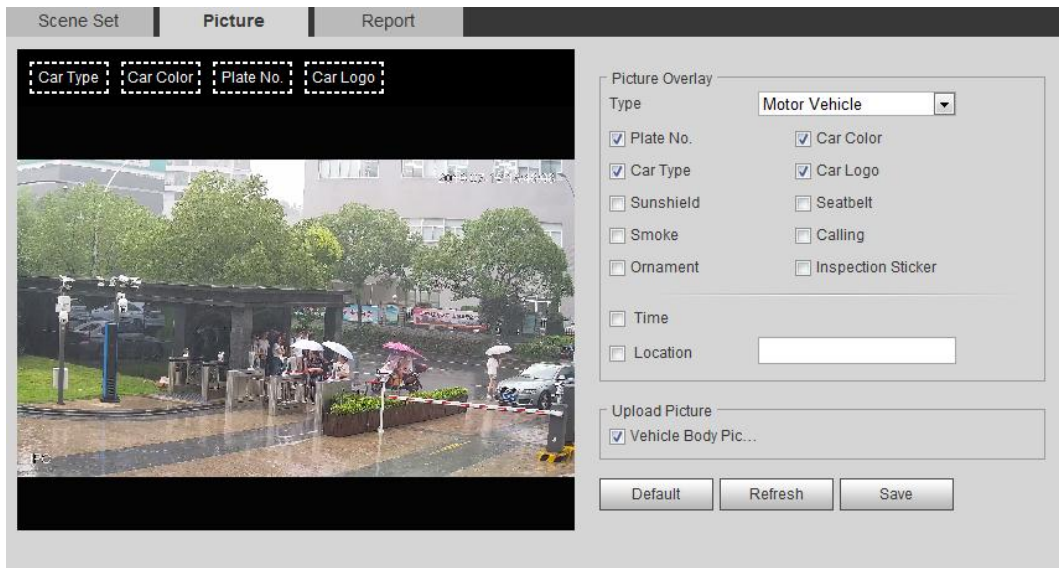 Scene Set Picture Report
Car Type Car Color Plate No. Car Logo
Picture Overlay
Type Motor Vehicle
Plate No. Car Color
Car Type Car Logo
Sunshield Seatbelt
Smoke Calling
Ornament Inspection Sticker
Time
Location
Upload Picture
Vehicle Body Pic...
Default Refresh Save